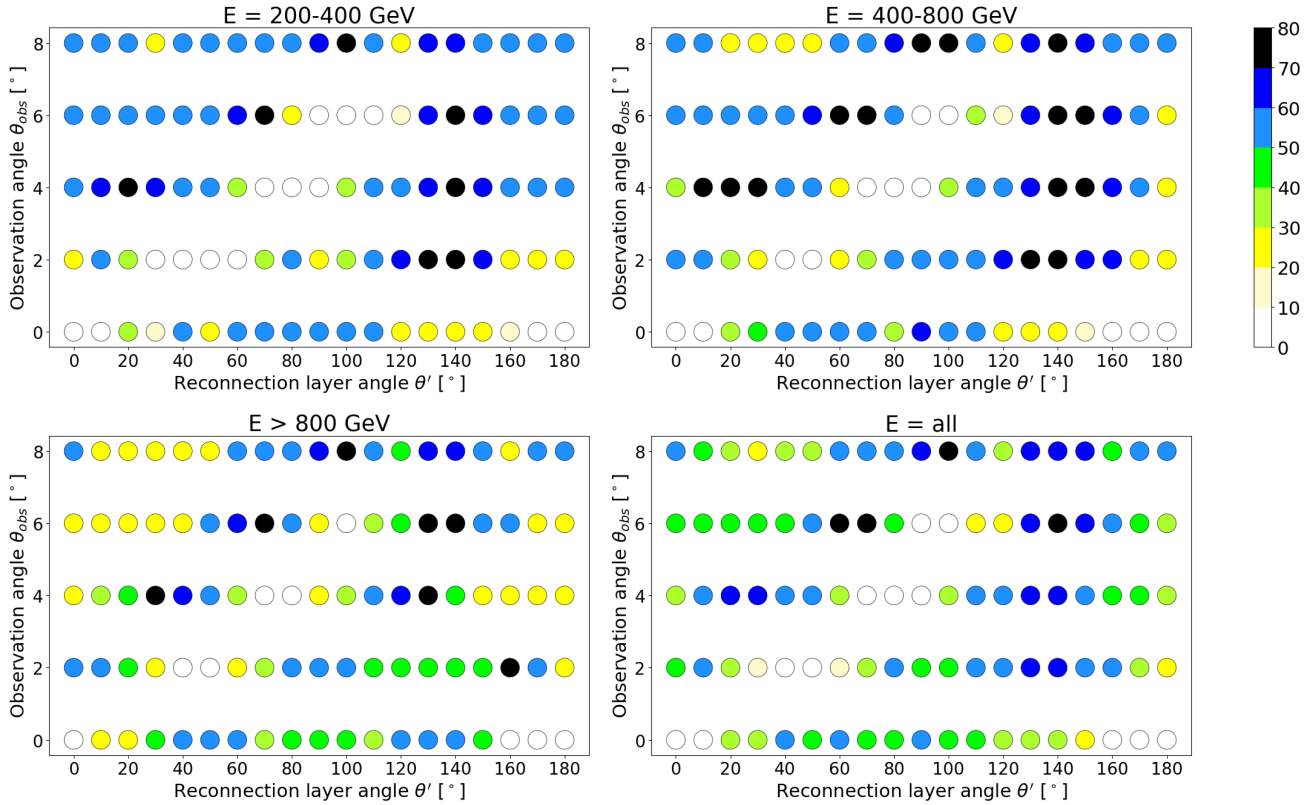 E = 200-400 GeV
E = 400-800 GeV
Observation angle θobs [°]
8
6
4
2
0
0 20 40 60 80 100 120 140 160 180
Reconnection layer angle θ′ [°]
Observation angle θobs [°]
8
6
4
2
0
0 20 40 60 80 100 120 140 160 180
Reconnection layer angle θ′ [°]
80
70
60
50
40
30
20
10
0
E > 800 GeV
E = all
Observation angle θobs [°]
8
6
4
2
0
0 20 40 60 80 100 120 140 160 180
Reconnection layer angle θ′ [°]
Observation angle θobs [°]
8
6
4
2
0
0 20 40 60 80 100 120 140 160 180
Reconnection layer angle θ′ [°]